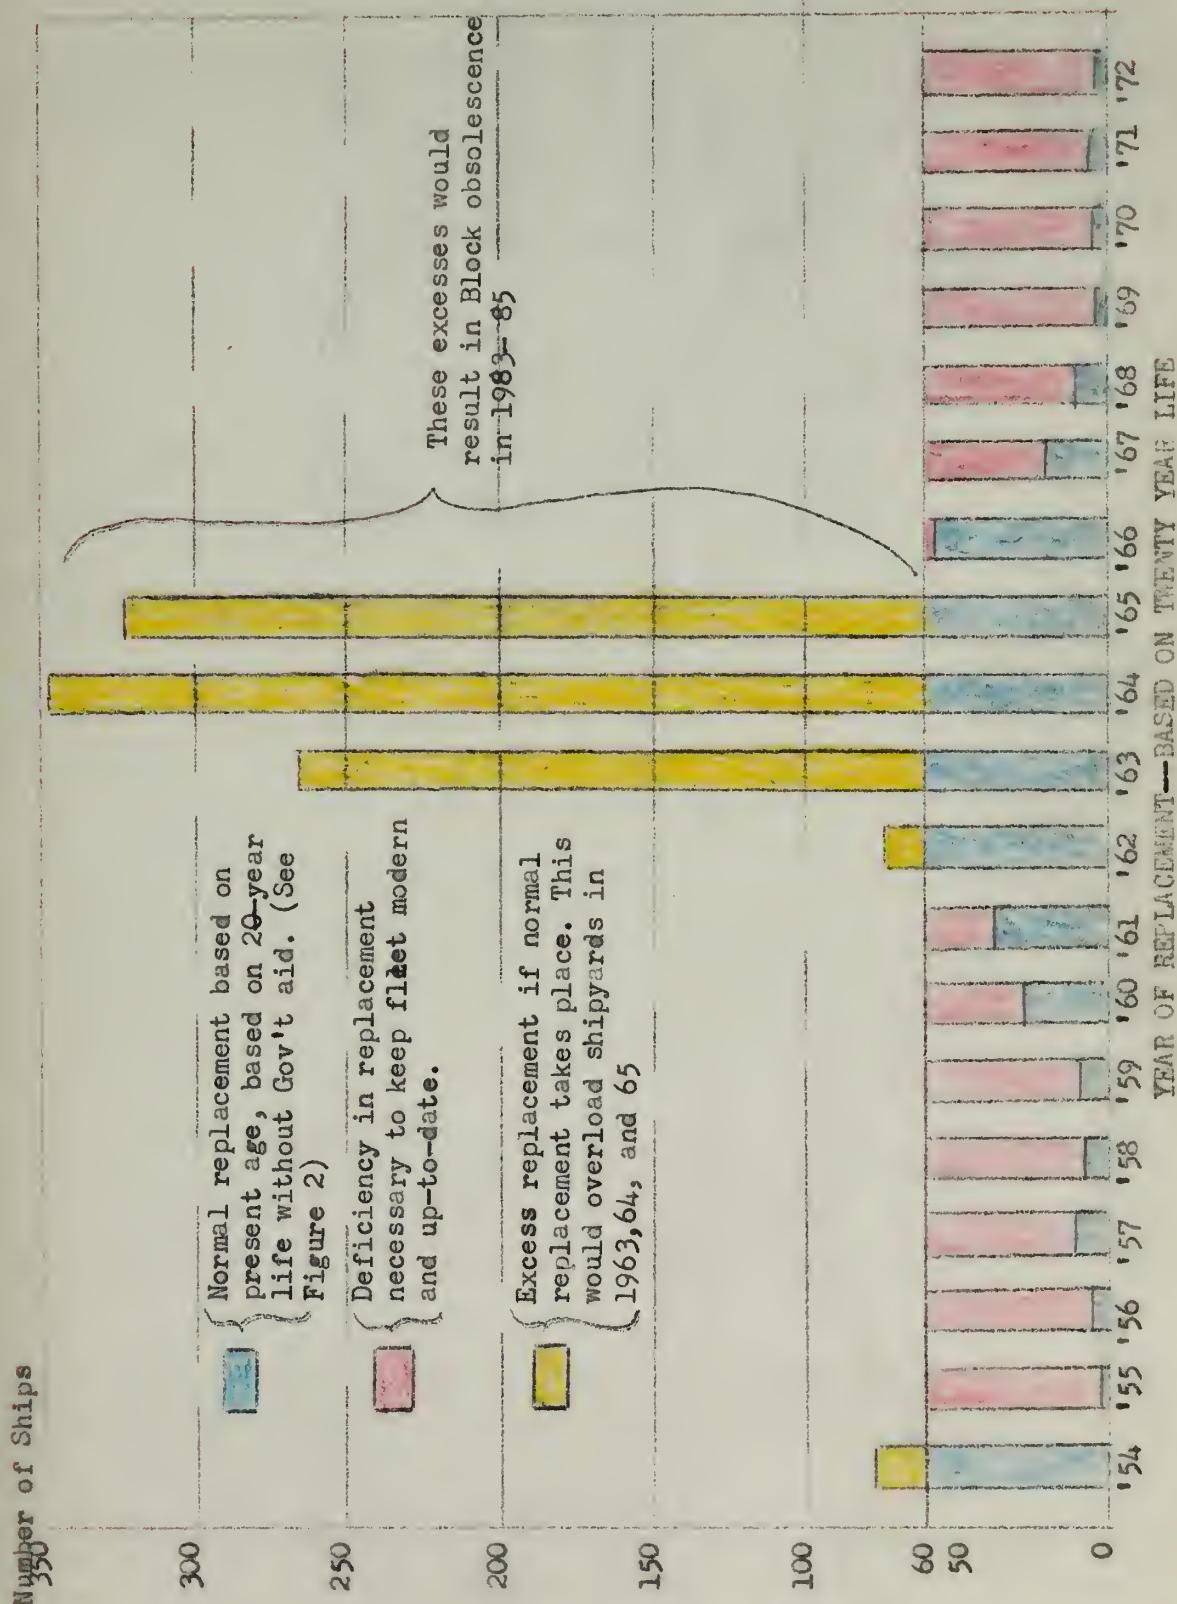 Number of Ships
350
300
250
200
150
100
60
50
0
Normal replacement based on
present age, based on 20-year
life without Gov't aid. (See
Figure 2)
Deficiency in replacement
necessary to keep fleet modern
and up-to-date.
Excess replacement if normal
replacement takes place. This
would overload shipyards in
1963,64, and 65
These excesses would
result in Block obsolescence
in 1983-85
'54 '55 '56 '57 '58 '59 '60 '61 '62 '63 '64 '65 '66 '67 '68 '69 '70 '71 '72
YEAR OF REPLACEMENT—BASED ON TWENTY YEAR LIFE